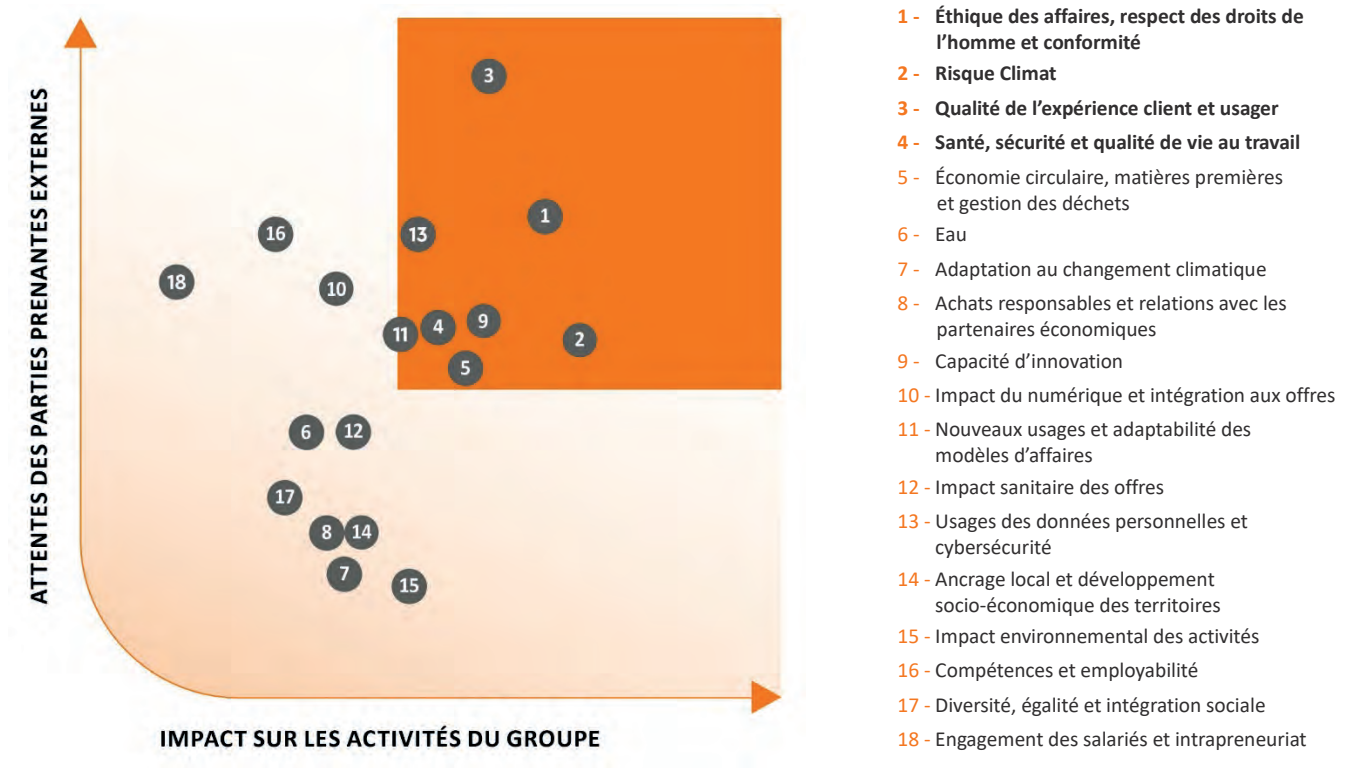 ATTENTES DES PARTIES PRENANTES EXTERNES
3
1
16
13
18
10
9
4
11
2
5
6
12
17
8
14
7
15
IMPACT SUR LES ACTIVITÉS DU GROUPE
1 - Éthique des affaires, respect des droits de
l’homme et conformité
2 - Risque Climat
3 - Qualité de l’expérience client et usager
4 - Santé, sécurité et qualité de vie au travail
5 - Économie circulaire, matières premières
et gestion des déchets
6 - Eau
7 - Adaptation au changement climatique
8 - Achats responsables et relations avec les
partenaires économiques
9 - Capacité d’innovation
10 - Impact du numérique et intégration aux offres
11 - Nouveaux usages et adaptabilité des
modèles d’affaires
12 - Impact sanitaire des offres
13 - Usages des données personnelles et
cybersécurité
14 - Ancrage local et développement
socio-économique des territoires
15 - Impact environnemental des activités
16 - Compétences et employabilité
17 - Diversité, égalité et intégration sociale
18 - Engagement des salariés et intrapreneuriat